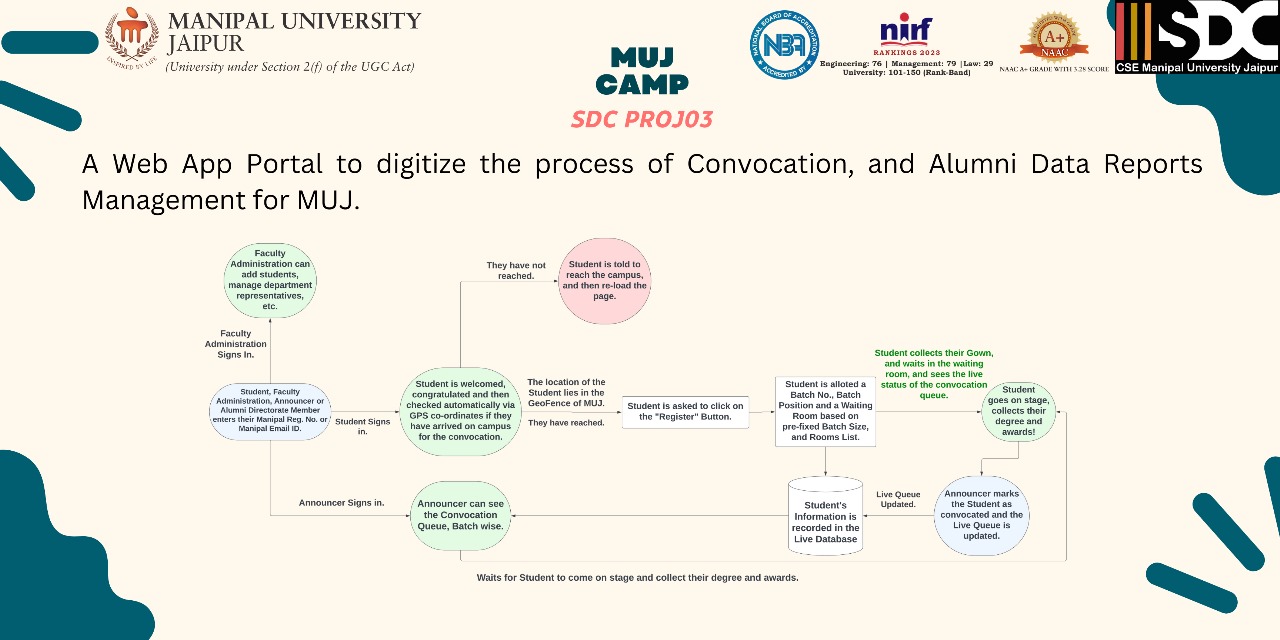 MANIPAL UNIVERSITY
JAIPUR
(University under Section 2(f) of the UGC Act)
INSPIRED BY LIFE
MUJ
CAMP
SDC PROJ03
NATIONAL BOARD OF ACCREDITATION
NBA
ACCREDITED BY
nirf
RANKINGS 2023
Engineering: 76 | Management: 79 |Law: 29
University: 101-150 (Rank-Band)
A+
NAAC
NAAC A+ GRADE WITH 3.28 SCORE
SDC
CSE Manipal University Jaipur
A Web App Portal to digitize the process of Convocation, and Alumni Data Reports
Management for MUJ.
Faculty
Administration can
add students,
manage department
representatives,
etc.
Faculty
Administration
Signs In.
Student, Faculty
Administration, Announcer or
Alumni Directorate Member
enters their Manipal Reg. No. or
Manipal Email ID.
Student Signs
in.
Announcer Signs in.
They have not
reached.
Student is told to
reach the campus,
and then re-load the
page.
Student is welcomed,
congratulated and then
checked automatically via
GPS co-ordinates if they
have arrived on campus
for the convocation.
The location of the
Student lies in the
GeoFence of MUJ.
They have reached.
Student is asked to click on
the "Register" Button.
Student is alloted a
Batch No., Batch
Position and a Waiting
Room based on
pre-fixed Batch Size,
and Rooms List.
Student collects their Gown,
and waits in the waiting
room, and sees the live
status of the convocation
queue.
Student
goes on stage,
collects their
degree and
awards!
Announcer can see
the Convocation
Queue, Batch wise.
Student's
Information is
recorded in the
Live Database
Live Queue
Updated.
Announcer marks
the Student as
convocated and the
Live Queue is
updated.
Waits for Student to come on stage and collect their degree and awards.